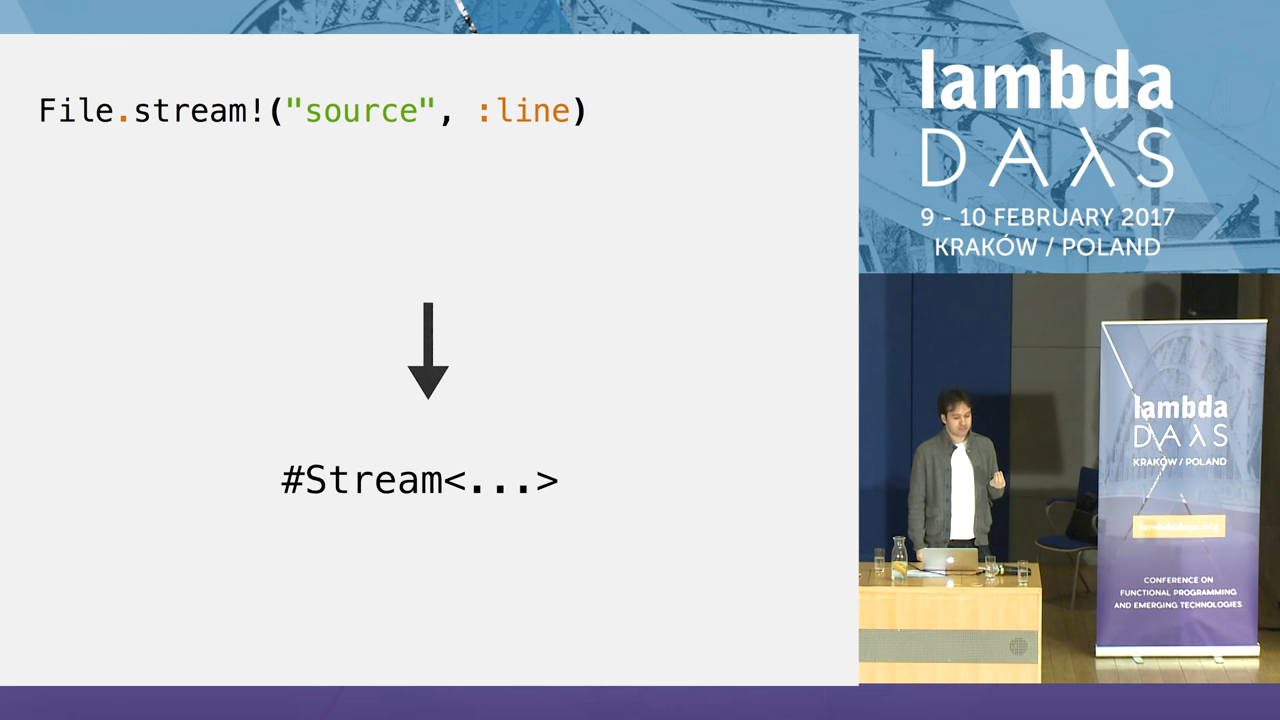 File.stream!("source", :line)
#Stream<...>
lambda
DAλS
9 - 10 FEBRUARY 2017
KRAKÓW / POLAND
lambda
DAλS
KRAKÓW / POLAND
lambdadays.org
CONFERENCE ON
FUNCTIONAL PROGRAMMING
AND EMERGING TECHNOLOGIES